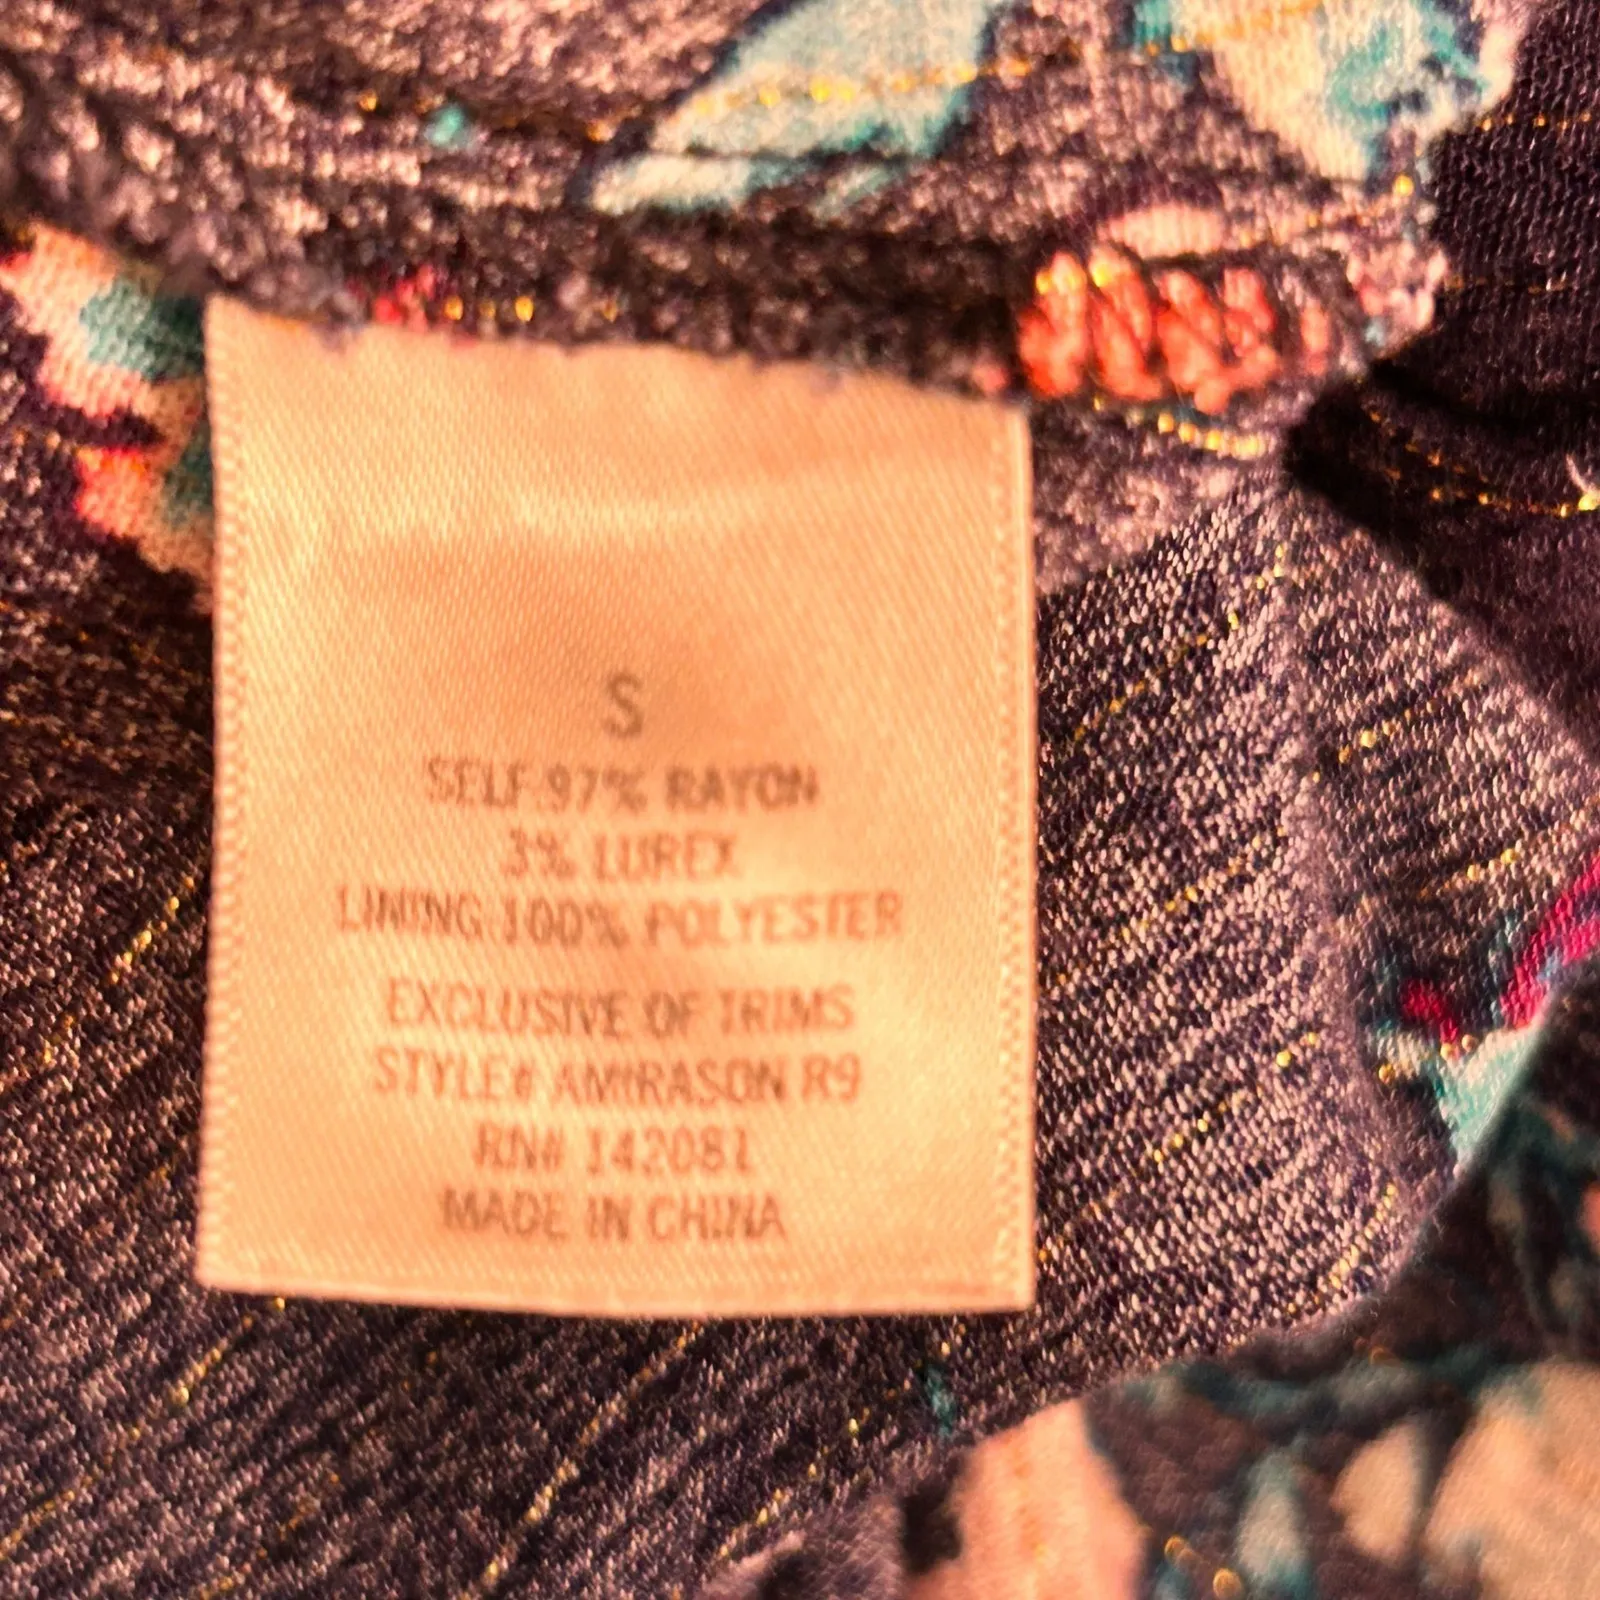 S
SELF:97% RAYON
3% LUREX
LINING:100% POLYESTER
EXCLUSIVE OF TRIMS
STYLE# AMIRASON R9
RN# 142081
MADE IN CHINA